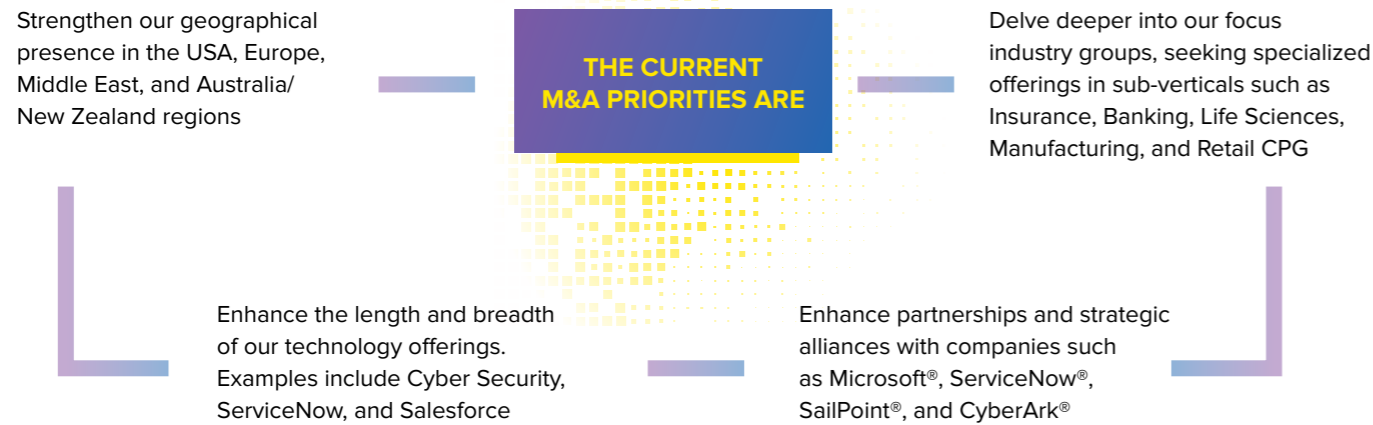 Strengthen our geographical
presence in the USA, Europe,
Middle East, and Australia/
New Zealand regions
THE CURRENT
M&A PRIORITIES ARE
Delve deeper into our focus
industry groups, seeking specialized
offerings in sub-verticals such as
Insurance, Banking, Life Sciences,
Manufacturing, and Retail CPG
Enhance the length and breadth
of our technology offerings.
Examples include Cyber Security,
ServiceNow, and Salesforce
Enhance partnerships and strategic
alliances with companies such
as Microsoft®, ServiceNow®,
SailPoint®, and CyberArk®